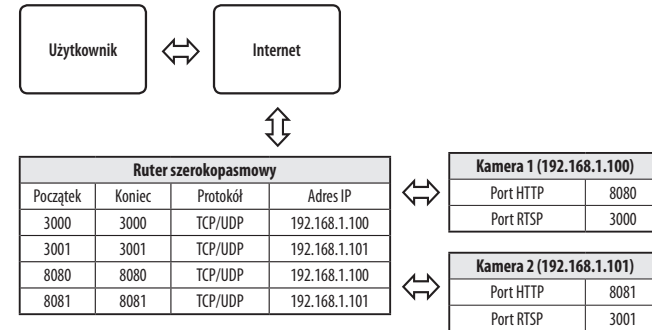 Użytkownik
Internet
Ruter szerokopasmowy
Początek Koniec Protokół Adres IP
3000 3000 TCP/UDP 192.168.1.100
3001 3001 TCP/UDP 192.168.1.101
8080 8080 TCP/UDP 192.168.1.100
8081 8081 TCP/UDP 192.168.1.101
Kamera 1 (192.168.1.100)
Port HTTP 8080
Port RTSP 3000
Kamera 2 (192.168.1.101)
Port HTTP 8081
Port RTSP 3001